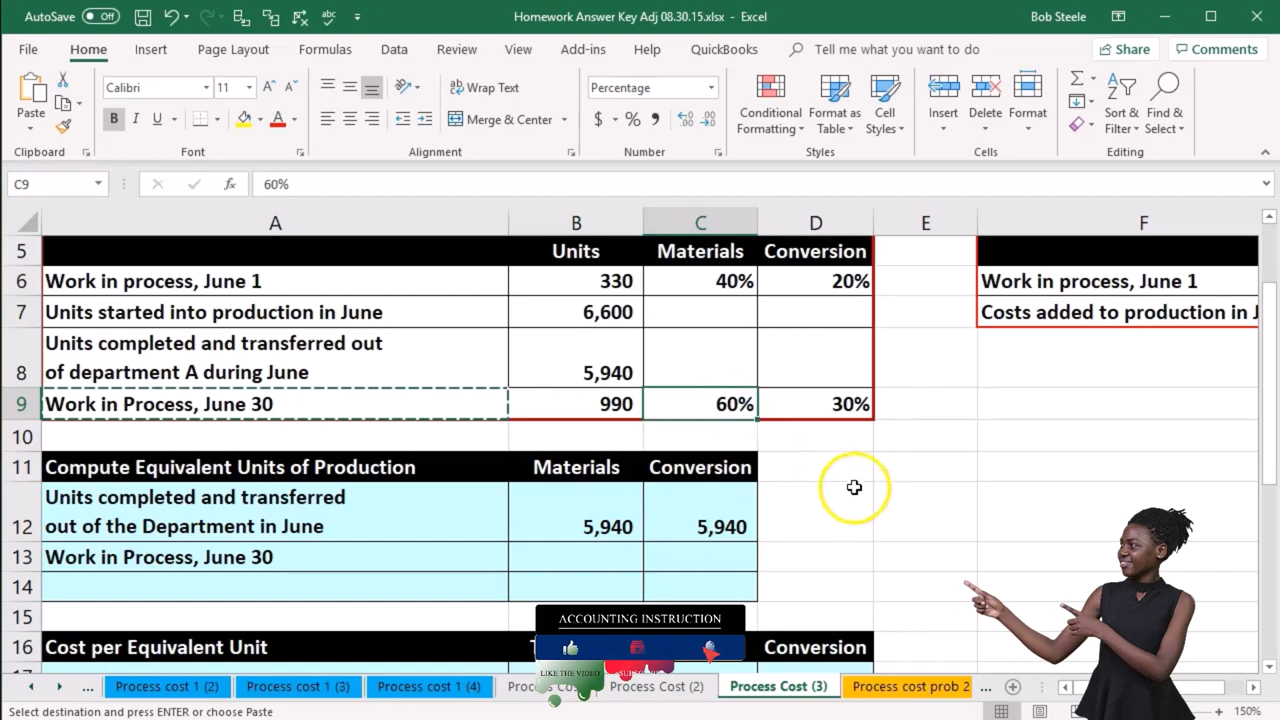 AutoSave Off Homework Answer Key Adj 08.30.15.xlsx - Excel Bob Steele
File Home Insert Page Layout Formulas Data Review View Add-ins Help QuickBooks Tell me what you want to do Share Comments
Paste
Calibri 11
Wrap Text
Merge & Center
Percentage
Conditional Formatting
Format as Table
Cell Styles
Insert
Delete
Format
Sort & Filter
Find & Select
Clipboard Font Alignment Number Styles Cells Editing
C9 60%
A B C D E F
5 Units Materials Conversion
6 Work in process, June 1 330 40% 20% Work in process, June 1
7 Units started into production in June 6,600 Costs added to production in J
Units completed and transferred out
8 of department A during June 5,940
9 Work in Process, June 30 990 60% 30%
10
11 Compute Equivalent Units of Production Materials Conversion
Units completed and transferred
12 out of the Department in June 5,940 5,940
13 Work in Process, June 30
14
15
16 Cost per Equivalent Unit Conversion
ACCOUNTING INSTRUCTION
LIKE THE VIDEO
... Process cost 1 (2) Process cost 1 (3) Process cost 1 (4) Process Cost (2) Process Cost (3) Process cost prob 2 ...
Select destination and press ENTER or choose Paste 150%